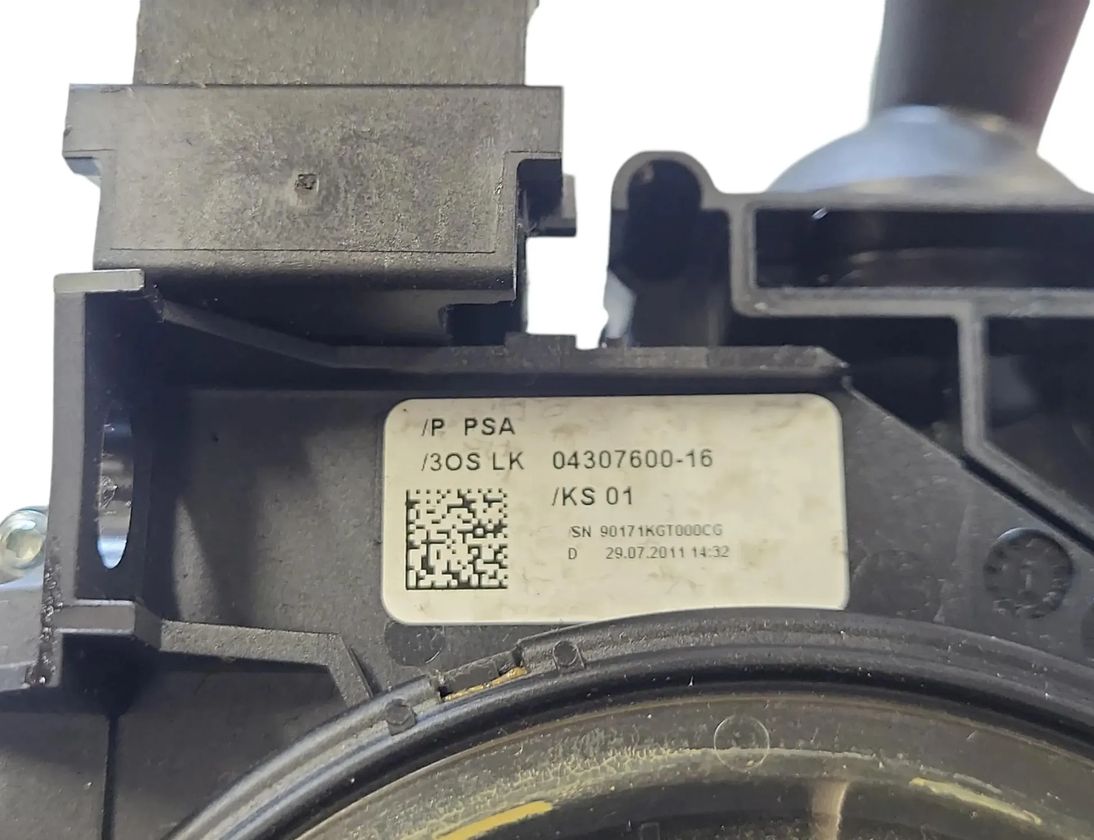 /P PSA
/3OS LK 04307600-16
/KS 01
/SN 90171KGT000CG
D 29.07.2011 14:32